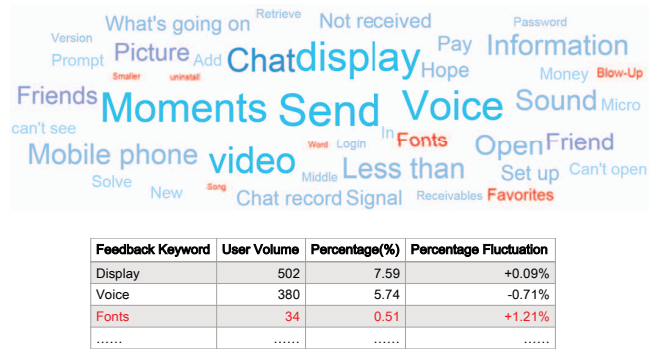 What's going on Retrieve Not received Password
Version Prompt Picture Add Chat display Pay Information
Smaller uninstall Hope Money Blow-Up
Friends Moments Send Voice Sound Micro
can't see Word Login In Fonts Open Friend
Mobile phone video Middle Less than Set up Can't open
Solve New Song Chat record Signal Receivables Favorites
Feedback Keyword User Volume Percentage(%) Percentage Fluctuation
Display 502 7.59 +0.09%
Voice 380 5.74 -0.71%
Fonts 34 0.51 +1.21%
…… …… …… ……